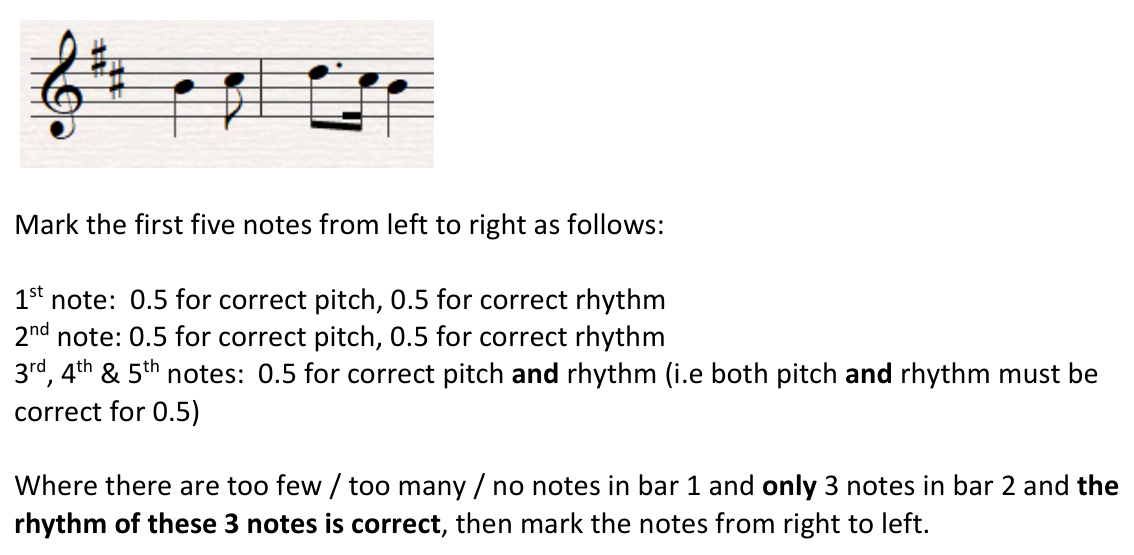 Mark the first five notes from left to right as follows:
1st note:  0.5 for correct pitch, 0.5 for correct rhythm
2nd note: 0.5 for correct pitch, 0.5 for correct rhythm
3rd, 4th & 5th notes:  0.5 for correct pitch and rhythm (i.e both pitch and rhythm must be
correct for 0.5)
Where there are too few / too many / no notes in bar 1 and only 3 notes in bar 2 and the
rhythm of these 3 notes is correct, then mark the notes from right to left.